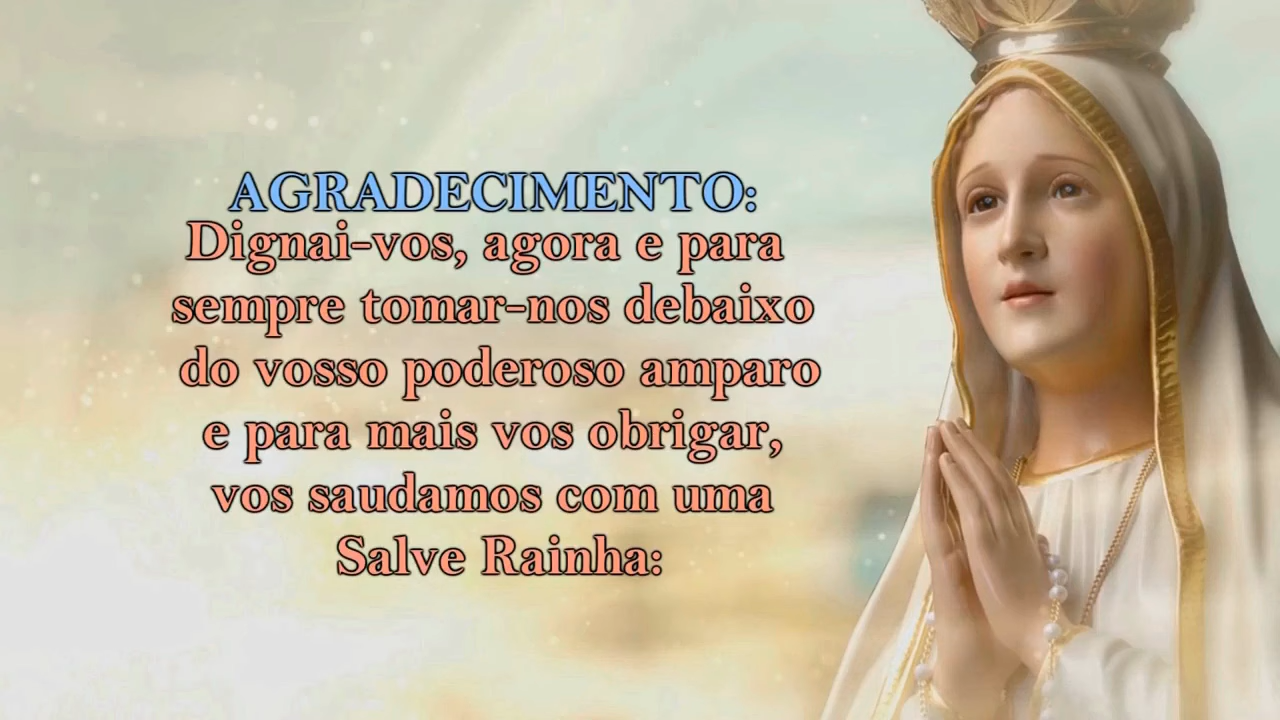 AGRADECIMENTO:
Dignai-vos, agora e para
sempre tomar-nos debaixo
do vosso poderoso amparo
e para mais vos obrigar,
vos saudamos com uma
Salve Rainha: